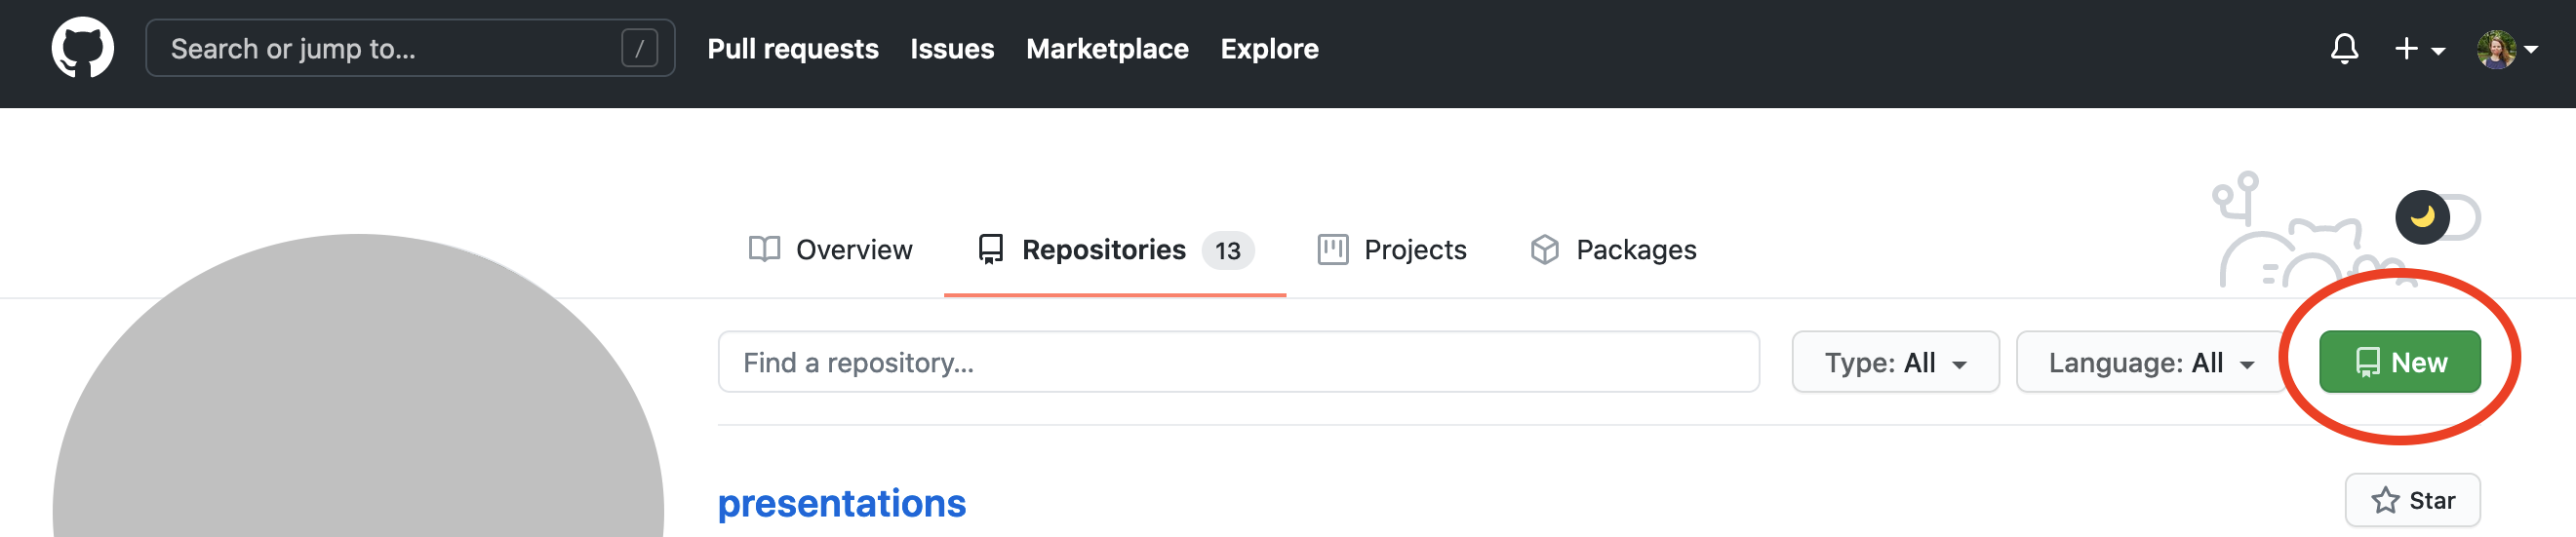 Search or jump to... / Pull requests Issues Marketplace Explore
Overview Repositories 13 Projects Packages
Find a repository... Type: All Language: All New
presentations Star